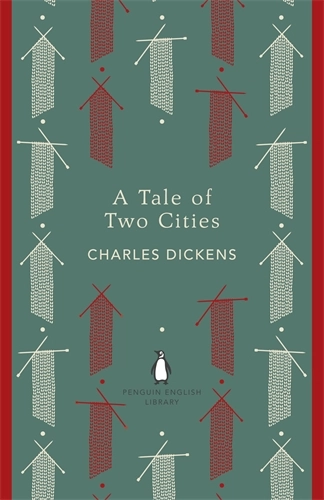 A Tale of
Two Cities
CHARLES DICKENS
PENGUIN ENGLISH
LIBRARY